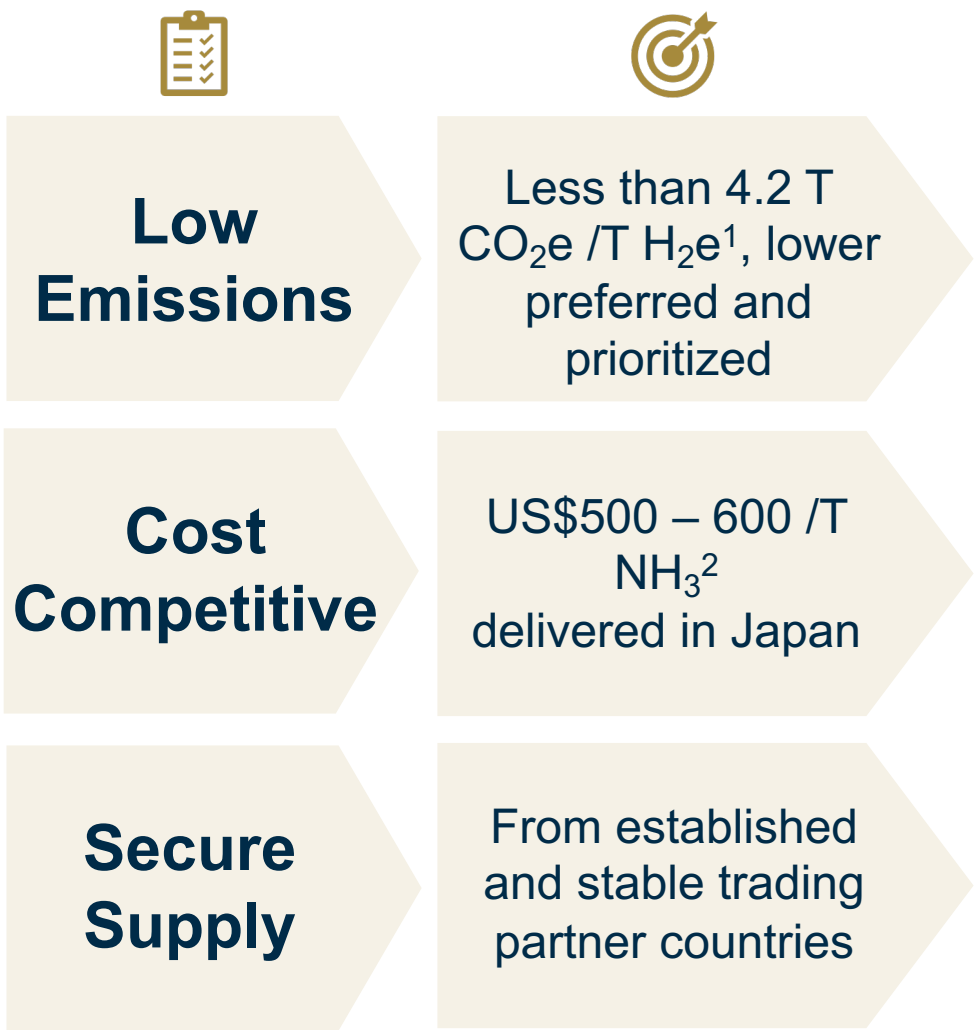 Low
Emissions
Less than 4.2 T
CO₂e /T H₂e¹, lower
preferred and
prioritized
Cost
Competitive
US$500 – 600 /T
NH₃²
delivered in Japan
Secure
Supply
From established
and stable trading
partner countries